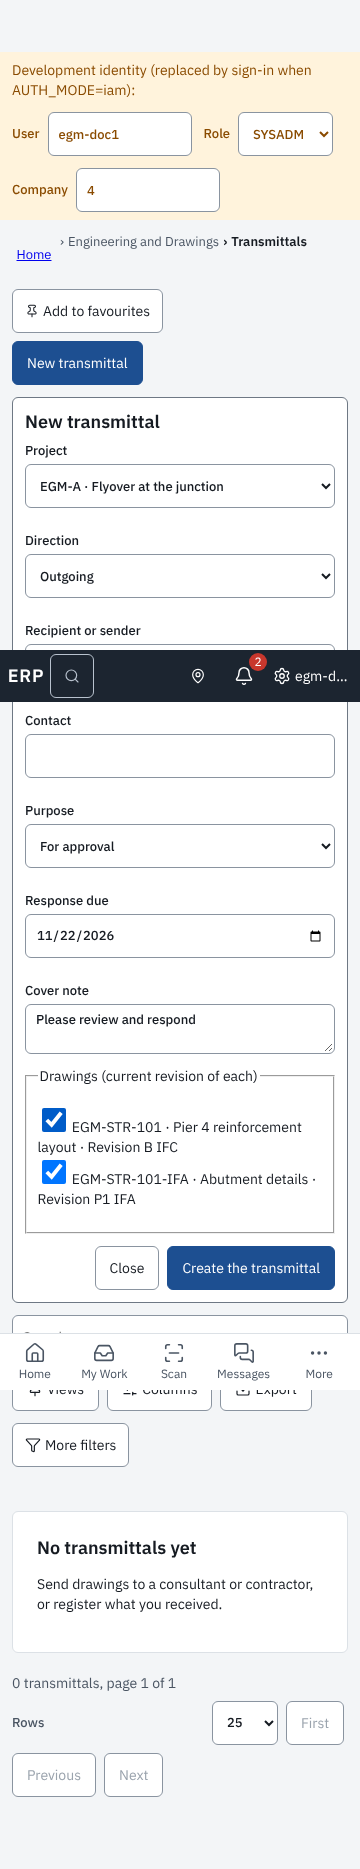 Development identity (replaced by sign-in when
AUTH_MODE=iam):
User egm-doc1 Role SYSADM
Company 4
Home › Engineering and Drawings › Transmittals
Add to favourites
New transmittal
New transmittal
Project
EGM-A · Flyover at the junction
Direction
Outgoing
Recipient or sender
ERP 2 egm-d...
Contact
Purpose
For approval
Response due
11/22/2026
Cover note
Please review and respond
Drawings (current revision of each)
EGM-STR-101 · Pier 4 reinforcement
layout · Revision B IFC
EGM-STR-101-IFA · Abutment details ·
Revision P1 IFA
Close Create the transmittal
Home My Work Scan Messages More
Views Columns Export
More filters
No transmittals yet
Send drawings to a consultant or contractor,
or register what you received.
0 transmittals, page 1 of 1
Rows 25 First
Previous Next